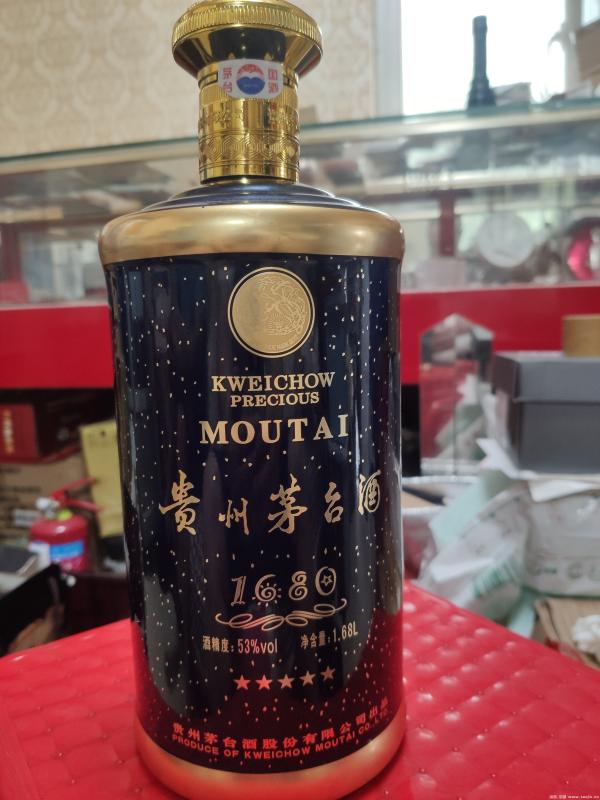 茅台 国酒
KWEICHOW
PRECIOUS
MOUTAI
贵州茅台酒
1680
酒精度:53%vol 净含量:1.68L
贵州茅台酒股份有限公司出品
PRODUCE OF KWEICHOW MOUTAI CO.,LTD